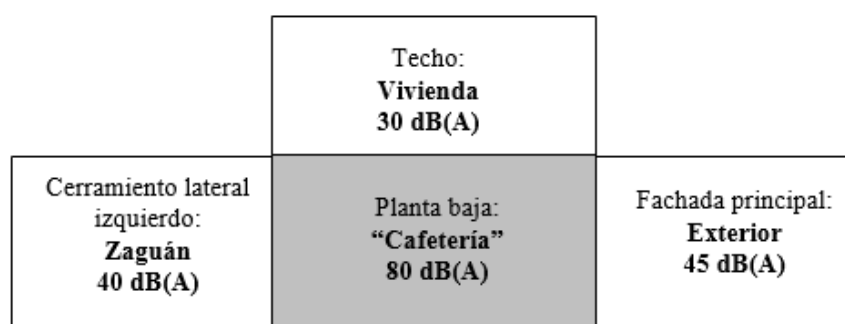 Techo:
Vivienda
30 dB(A)
Cerramiento lateral
izquierdo:
Zaguán
40 dB(A)
Planta baja:
“Cafetería”
80 dB(A)
Fachada principal:
Exterior
45 dB(A)